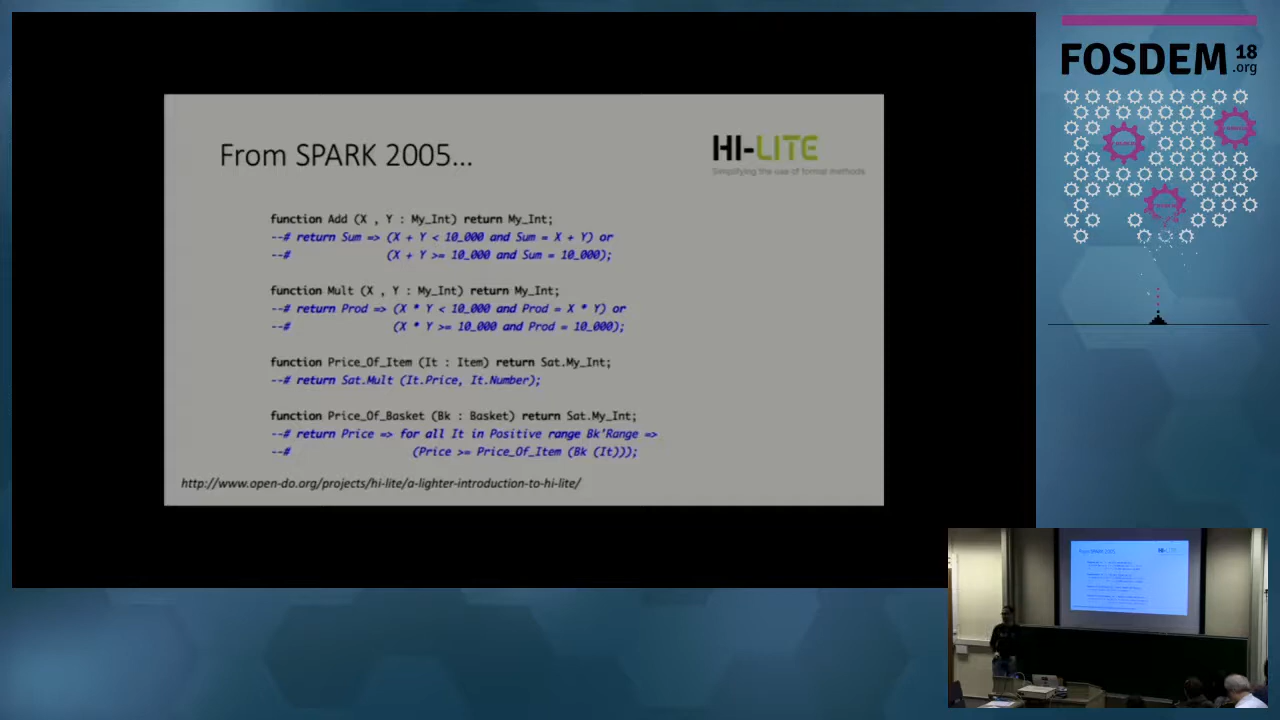 From SPARK 2005...
HI-LITE
Simplifying the use of formal methods
function Add (X , Y : My_Int) return My_Int;
--# return Sum => (X + Y < 10_000 and Sum = X + Y) or
--# (X + Y >= 10_000 and Sum = 10_000);
function Mult (X , Y : My_Int) return My_Int;
--# return Prod => (X * Y < 10_000 and Prod = X * Y) or
--# (X * Y >= 10_000 and Prod = 10_000);
function Price_Of_Item (It : Item) return Sat.My_Int;
--# return Sat.Mult (It.Price, It.Number);
function Price_Of_Basket (Bk : Basket) return Sat.My_Int;
--# return Price => for all It in Positive range Bk'Range =>
--# (Price >= Price_Of_Item (Bk (It)));
http://www.open-do.org/projects/hi-lite/a-lighter-introduction-to-hi-lite/
FOSDEM 18
.org
From SPARK 2005...